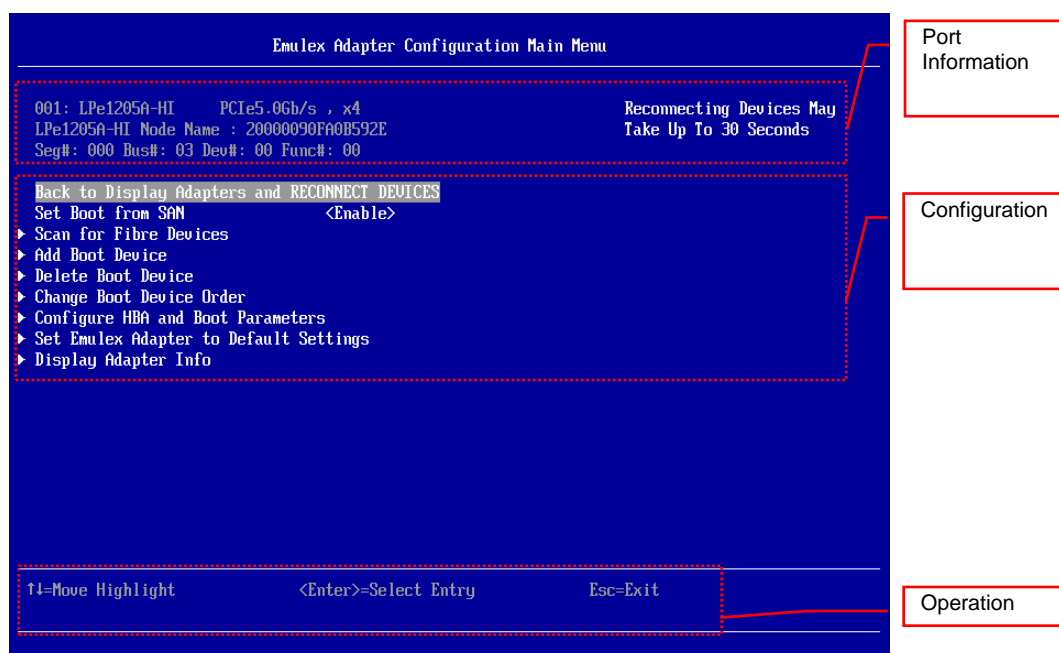 Emulex Adapter Configuration Main Menu
001: LPe1205A-HI PCIe5.0Gb/s , x4
LPe1205A-HI Node Name : 20000090FA0B592E
Seg#: 000 Bus#: 03 Dev#: 00 Func#: 00
Reconnecting Devices May
Take Up To 30 Seconds
Back to Display Adapters and RECONNECT DEVICES
Set Boot from SAN <Enable>
▶ Scan for Fibre Devices
▶ Add Boot Device
▶ Delete Boot Device
▶ Change Boot Device Order
▶ Configure HBA and Boot Parameters
▶ Set Emulex Adapter to Default Settings
▶ Display Adapter Info
↑↓=Move Highlight <Enter>=Select Entry Esc=Exit
Port
Information
Configuration
Operation